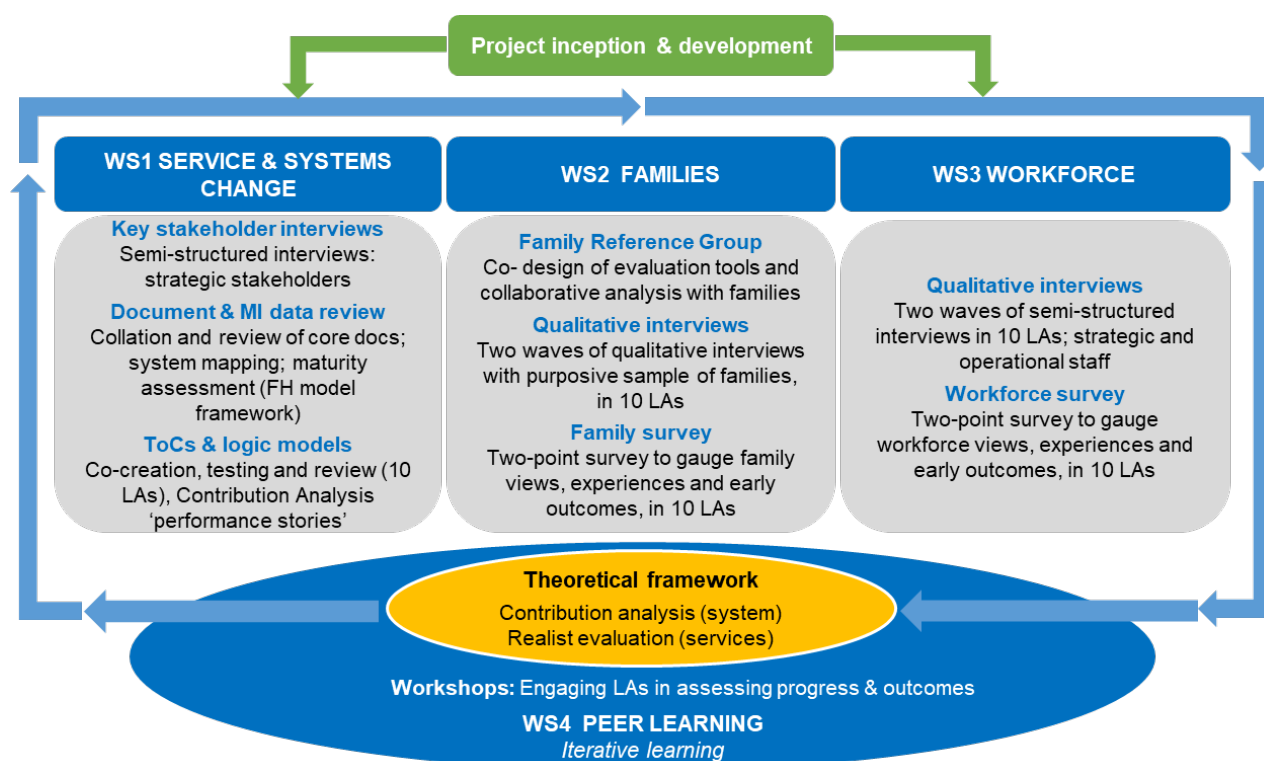 Project inception & development
WS1 SERVICE & SYSTEMS
CHANGE
Key stakeholder interviews
Semi-structured interviews:
strategic stakeholders
Document & MI data review
Collation and review of core docs;
system mapping; maturity
assessment (FH model
framework)
ToCs & logic models
Co-creation, testing and review (10
LAs), Contribution Analysis
‘performance stories’
WS2 FAMILIES
Family Reference Group
Co- design of evaluation tools and
collaborative analysis with families
Qualitative interviews
Two waves of qualitative interviews
with purposive sample of families,
in 10 LAs
Family survey
Two-point survey to gauge family
views, experiences and early
outcomes, in 10 LAs
WS3 WORKFORCE
Qualitative interviews
Two waves of semi-structured
interviews in 10 LAs; strategic and
operational staff
Workforce survey
Two-point survey to gauge
workforce views, experiences and
early outcomes, in 10 LAs
Theoretical framework
Contribution analysis (system)
Realist evaluation (services)
Workshops: Engaging LAs in assessing progress & outcomes
WS4 PEER LEARNING
Iterative learning